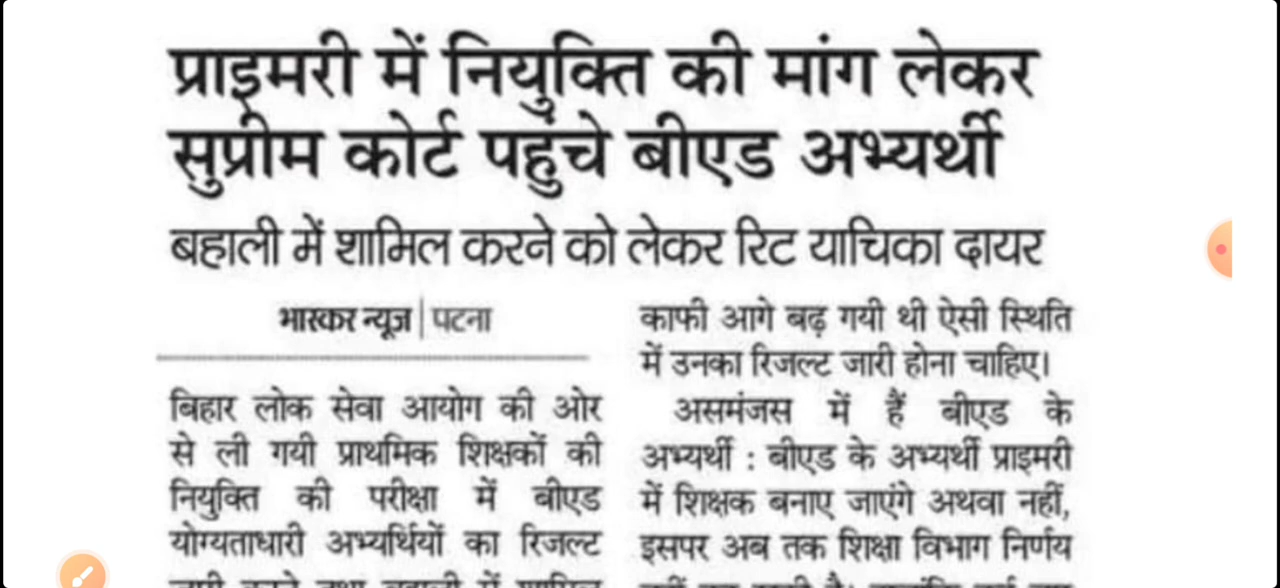 प्राइमरी में नियुक्ति की मांग लेकर
सुप्रीम कोर्ट पहुंचे बीएड अभ्यर्थी
बहाली में शामिल करने को लेकर रिट याचिका दायर
भास्कर न्यूज | पटना
बिहार लोक सेवा आयोग की ओर
से ली गयी प्राथमिक शिक्षकों की
नियुक्ति की परीक्षा में बीएड
योग्यताधारी अभ्यर्थियों का रिजल्ट
काफी आगे बढ़ गयी थी ऐसी स्थिति
में उनका रिजल्ट जारी होना चाहिए।
असमंजस में हैं बीएड के
अभ्यर्थी : बीएड के अभ्यर्थी प्राइमरी
में शिक्षक बनाए जाएंगे अथवा नहीं,
इसपर अब तक शिक्षा विभाग निर्णय